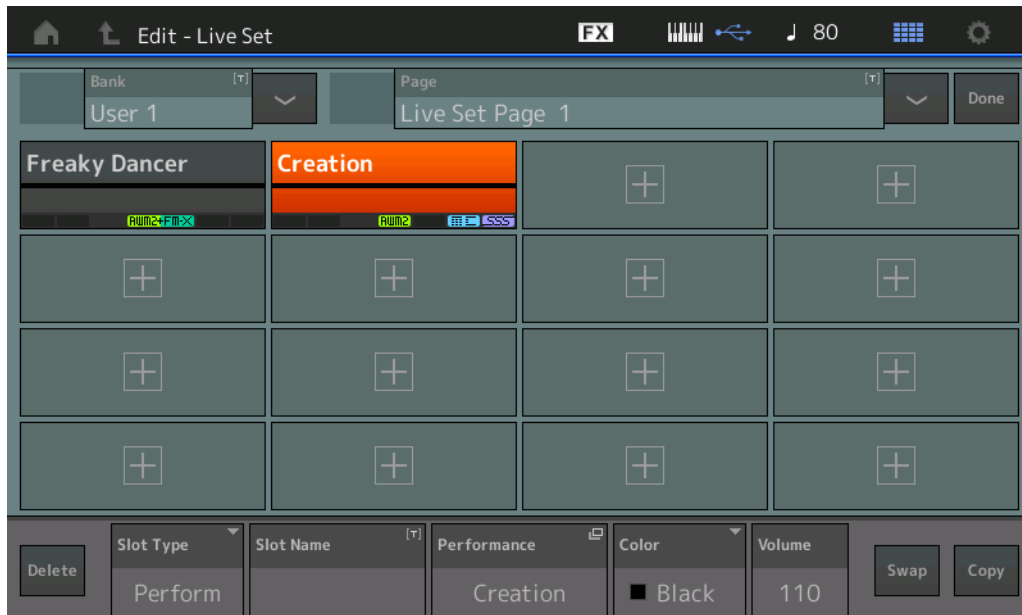 Edit - Live Set
FX
♩ 80
Bank [T]
User 1
Page [T]
Live Set Page 1
Done
Freaky Dancer
AWM2+FM-X
Creation
AWM2
SSS
Slot Type
Slot Name [T]
Performance
Color
Volume
Delete
Perform
Creation
Black
110
Swap
Copy